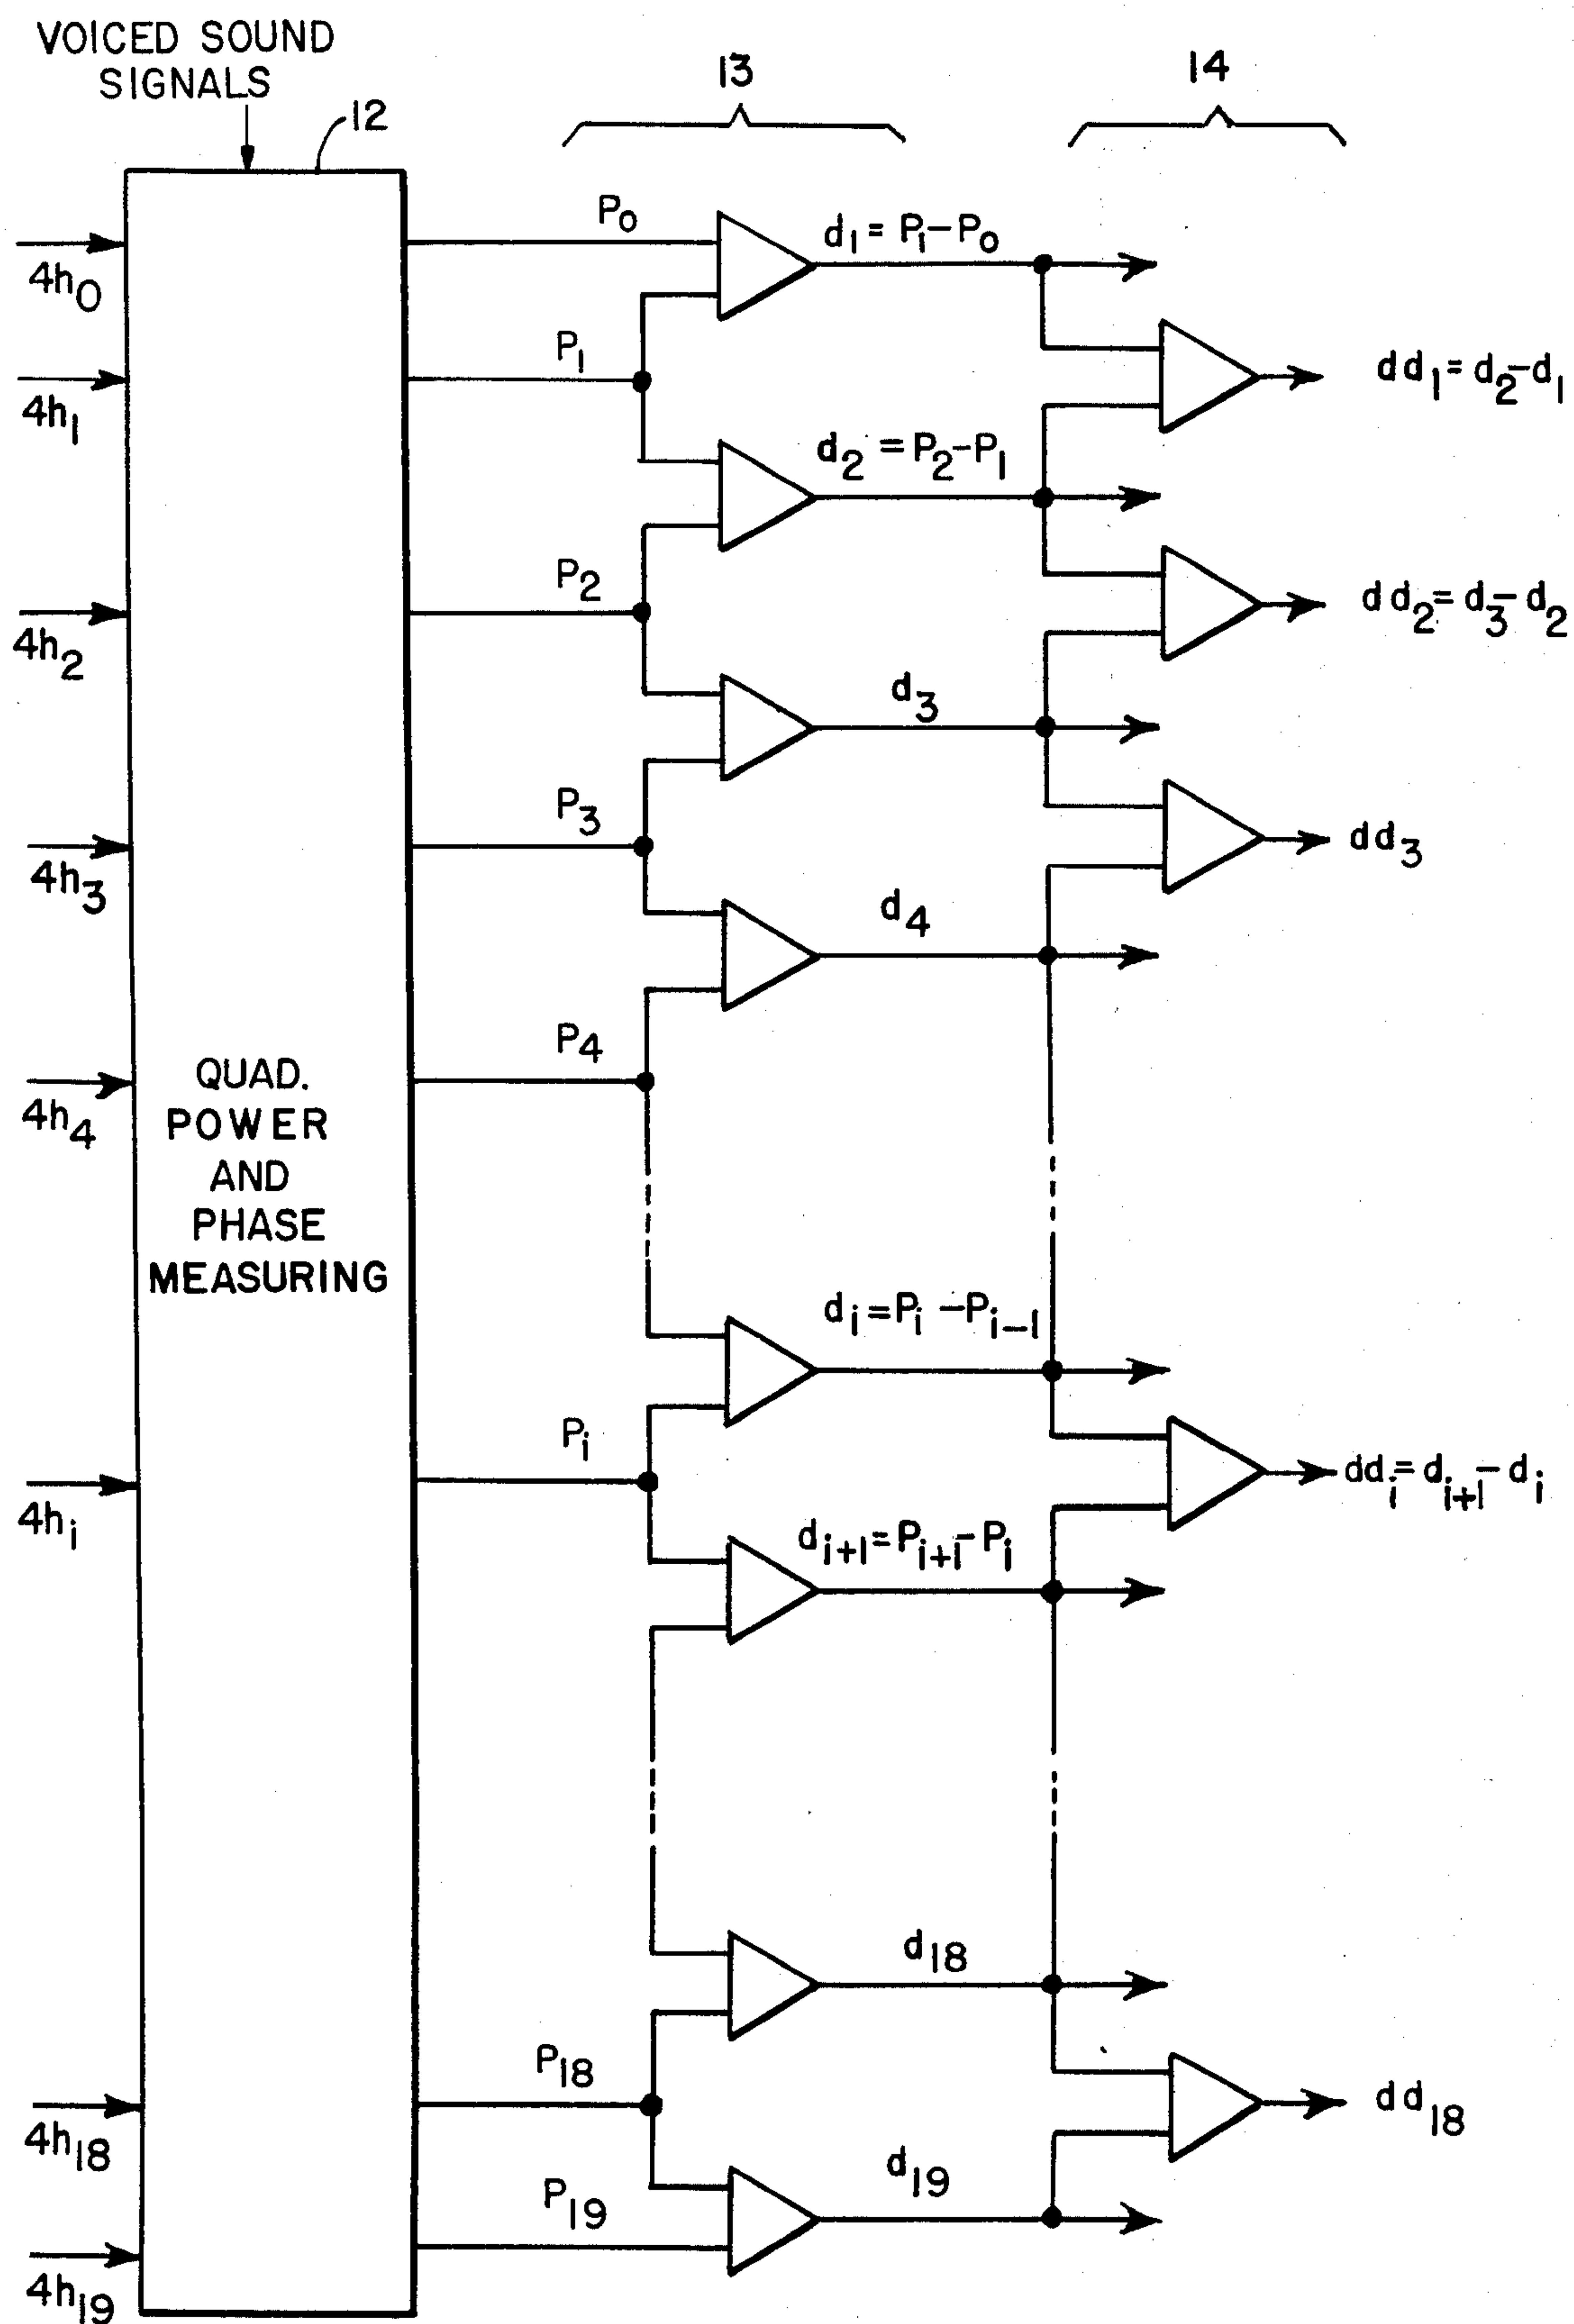 VOICED SOUND
SIGNALS
12
13
14
4h₀
P₀
d₁ = P₁–P₀
4h₁
P₁
dd₁ = d₂–d₁
d₂ = P₂–P₁
4h₂
P₂
dd₂ = d₃–d₂
d₃
4h₃
P₃
dd₃
d₄
4h₄
P₄
QUAD.
POWER
AND
PHASE
MEASURING
dᵢ = Pᵢ –Pᵢ₋₁
4hᵢ
Pᵢ
ddᵢ = dᵢ₊₁–dᵢ
dᵢ₊₁ = Pᵢ₊₁–Pᵢ
d₁₈
4h₁₈
P₁₈
dd₁₈
d₁₉
P₁₉
4h₁₉